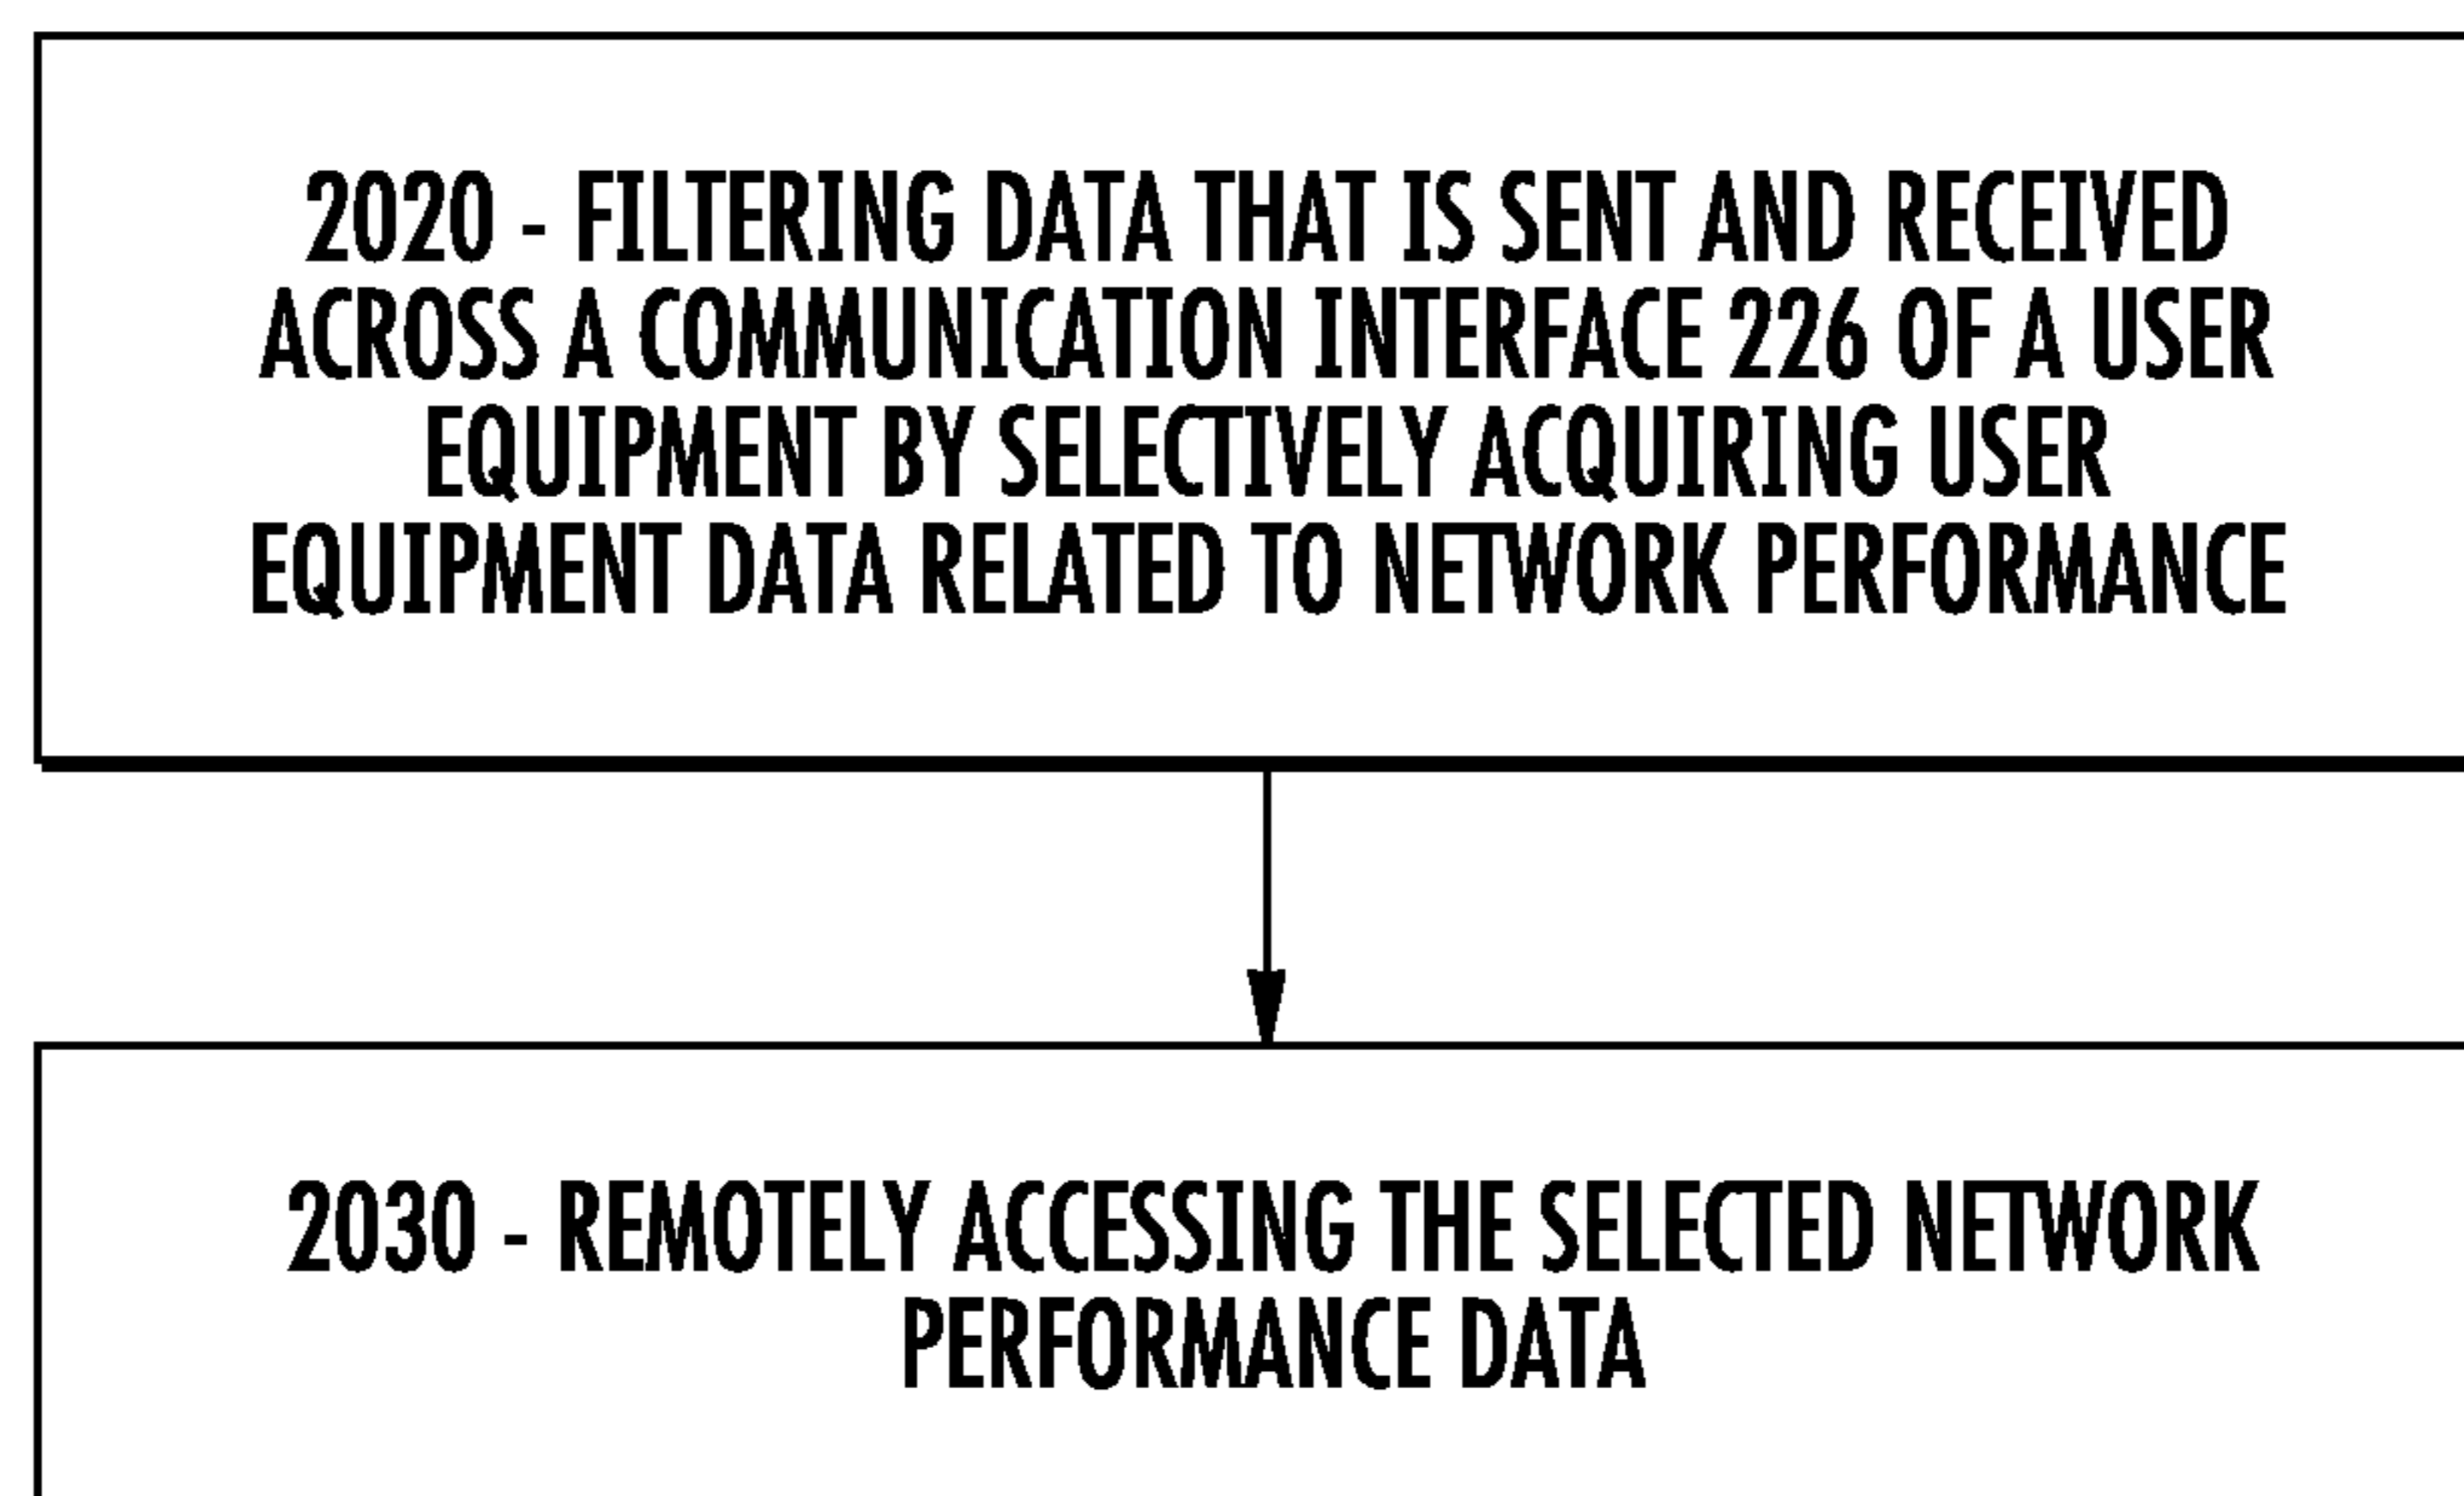 2020 - FILTERING DATA THAT IS SENT AND RECEIVED
ACROSS A COMMUNICATION INTERFACE 226 OF A USER
EQUIPMENT BY SELECTIVELY ACQUIRING USER
EQUIPMENT DATA RELATED TO NETWORK PERFORMANCE
2030 - REMOTELY ACCESSING THE SELECTED NETWORK
PERFORMANCE DATA